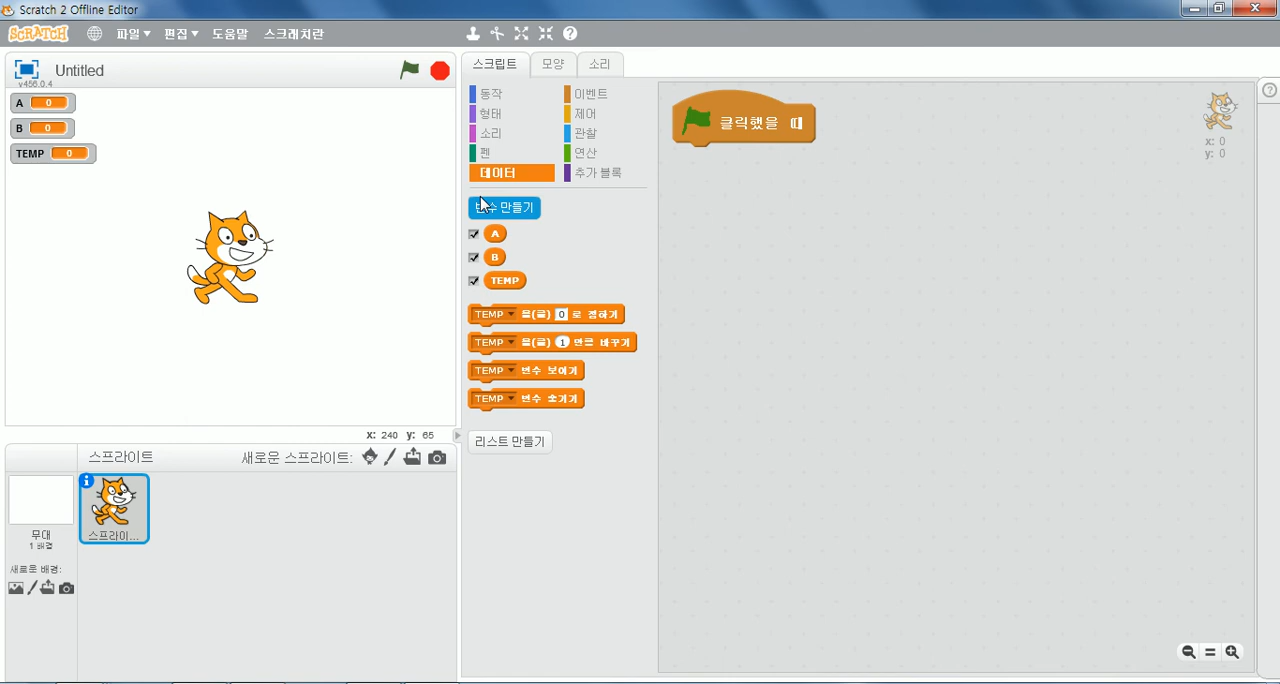 Scratch 2 Offline Editor
SCRATCH 파일 편집 도움말 스크래치란
Untitled
v456.0.4
A 0
B 0
TEMP 0
x: 240 y: 65
스프라이트 새로운 스프라이트:
스프라이...
무대
1 배경
새로운 배경:
스크립트 모양 소리
동작 이벤트
형태 제어
소리 관찰
펜 연산
데이터 추가 블록
변수 만들기
A
B
TEMP
TEMP 을(를) 0 로 정하기
TEMP 을(를) 1 만큼 바꾸기
TEMP 변수 보이기
TEMP 변수 숨기기
리스트 만들기
클릭했을 때
x: 0
y: 0